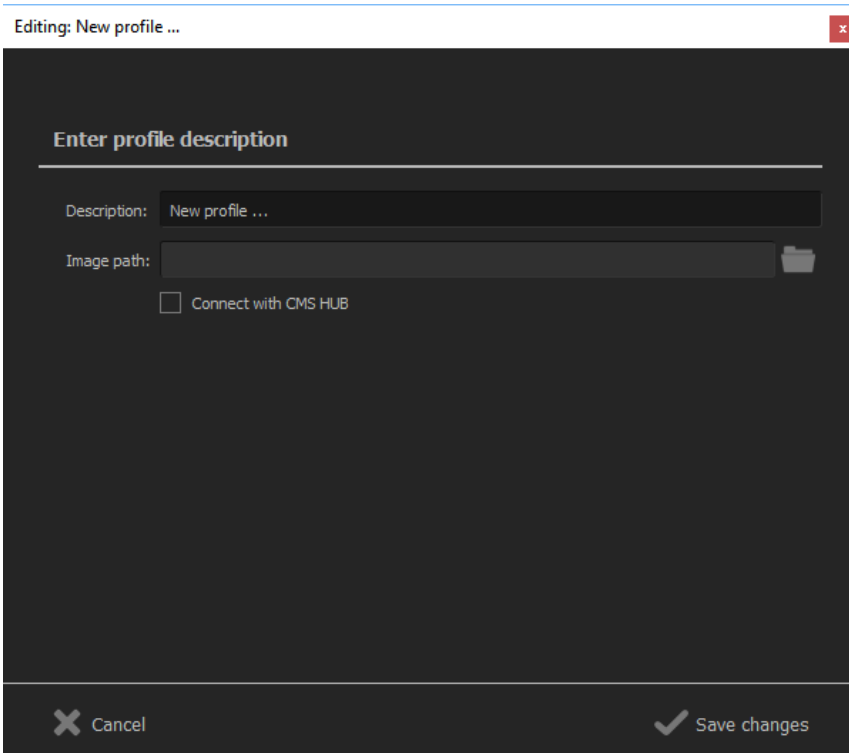 Editing: New profile ...
x
Enter profile description
Description: New profile ...
Image path:
Connect with CMS HUB
Cancel Save changes